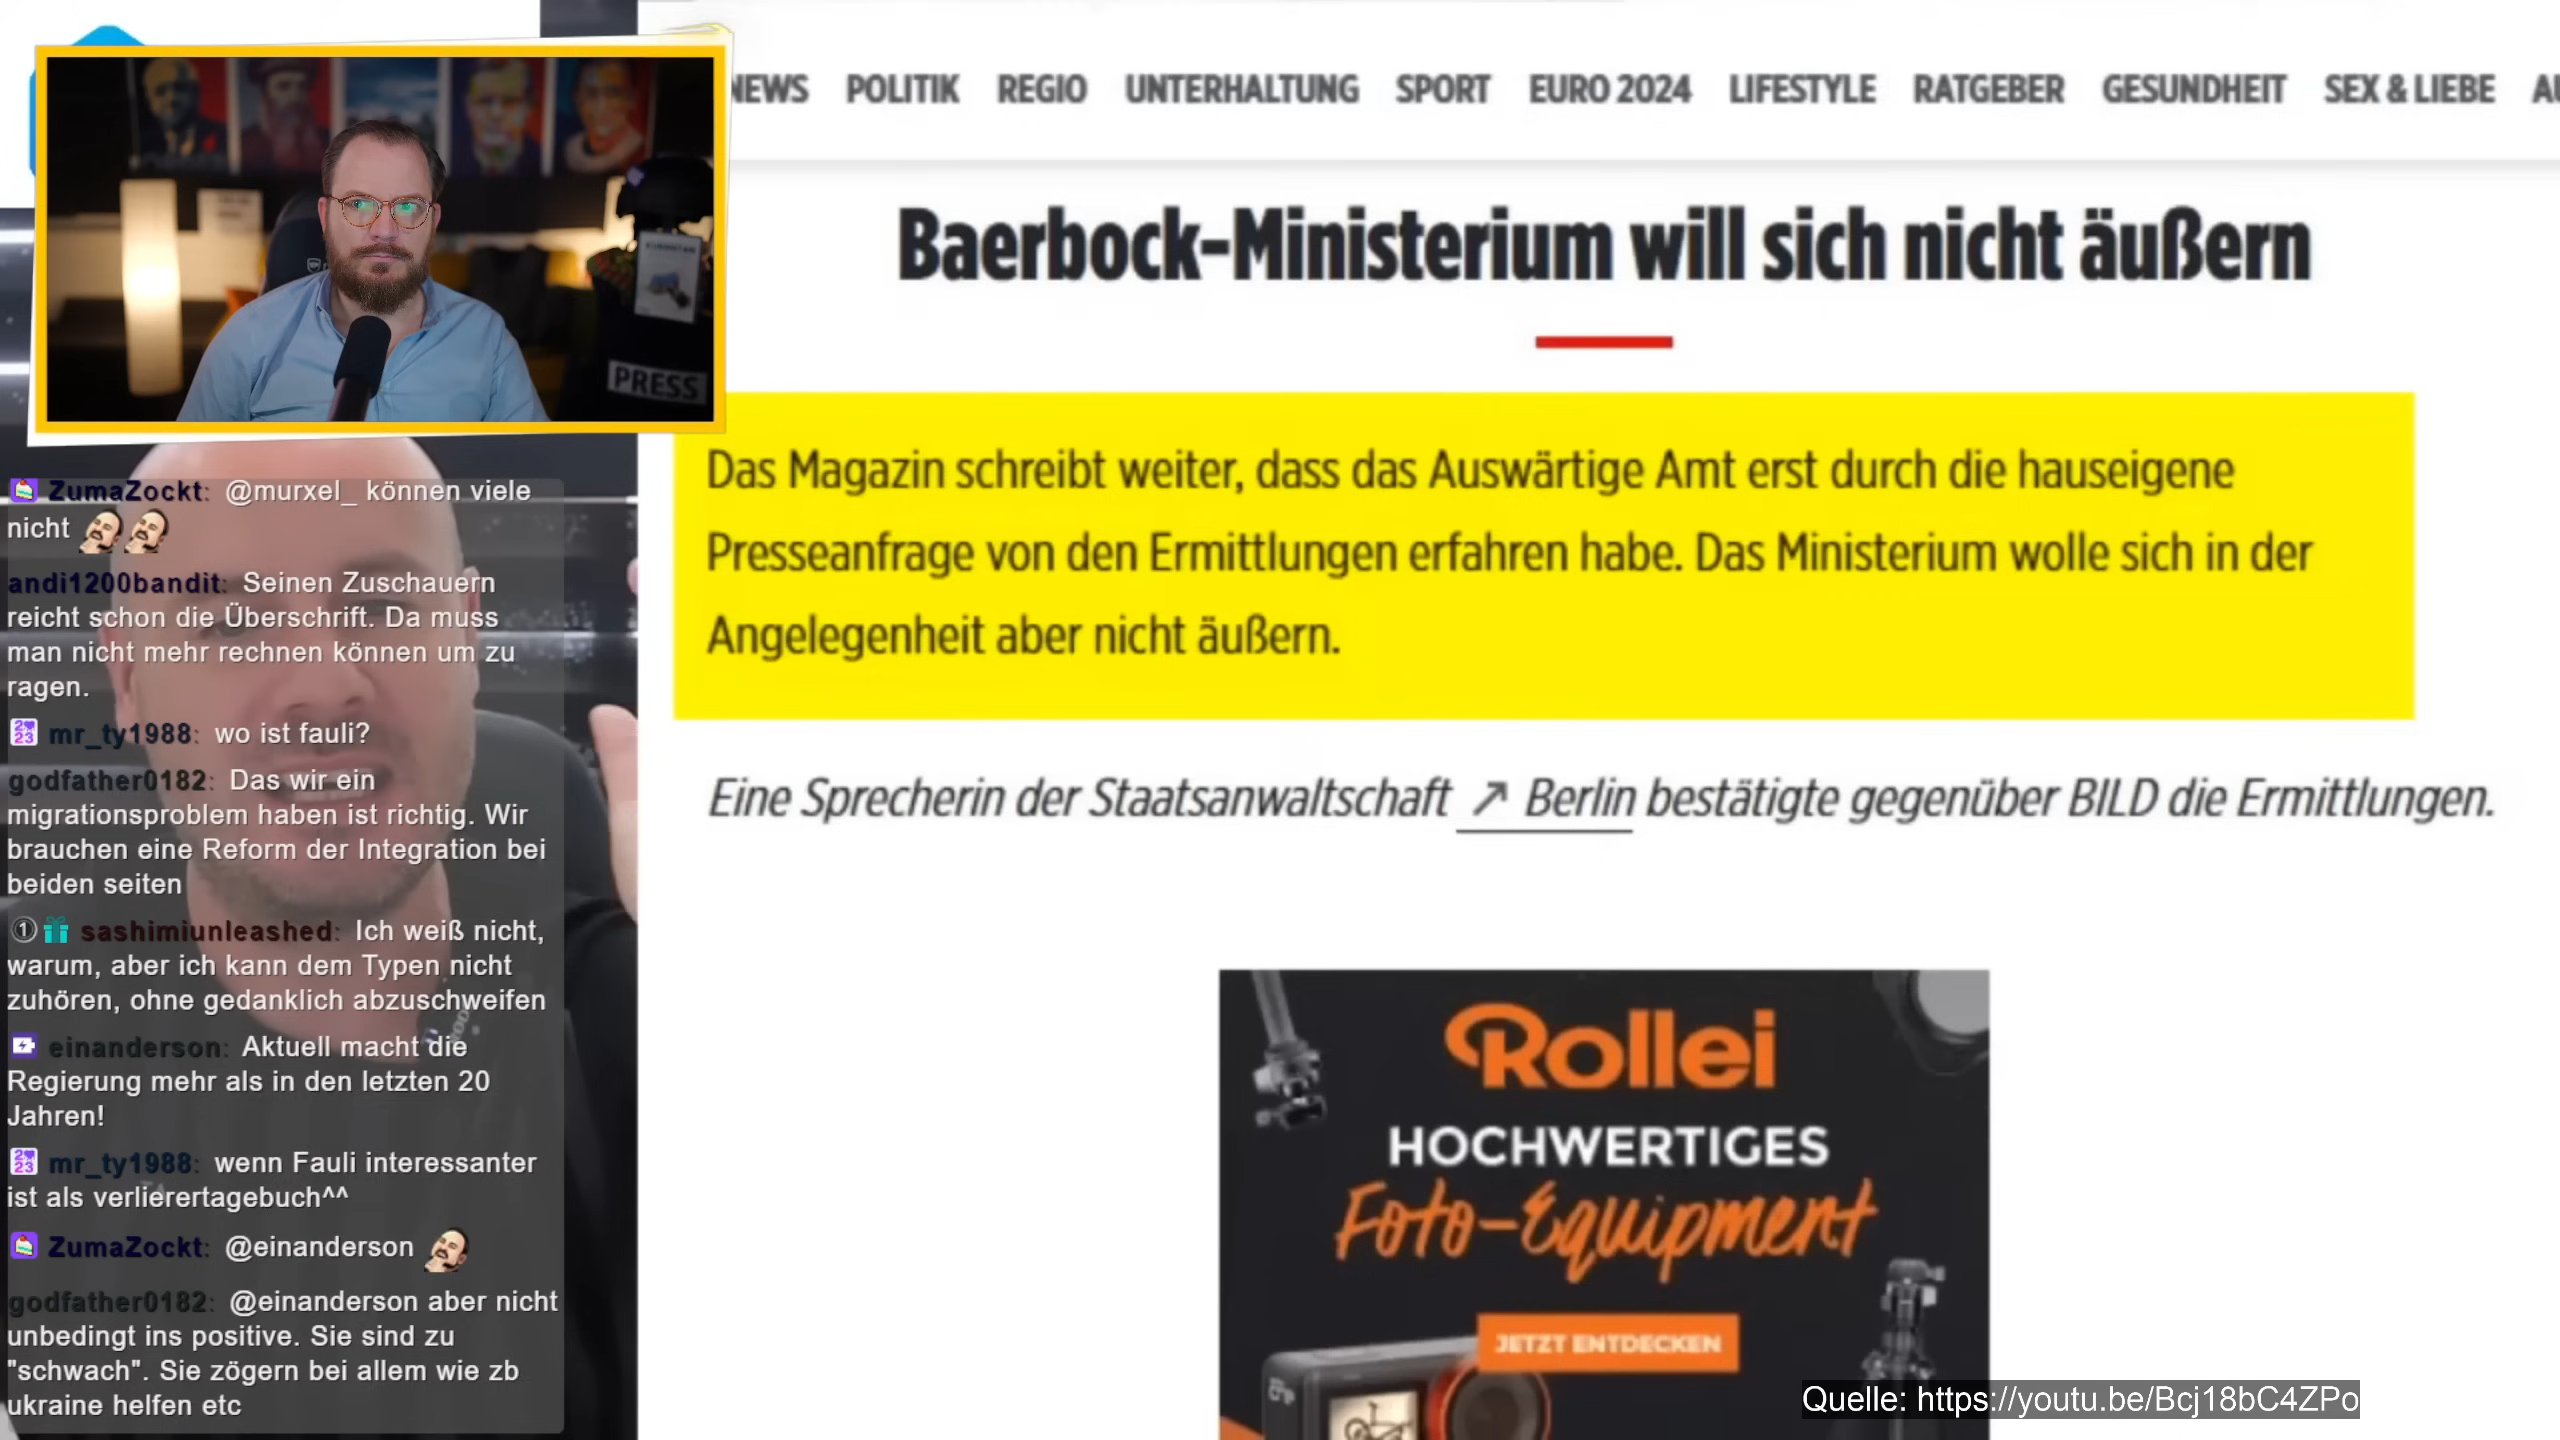 NEWS POLITIK REGIO UNTERHALTUNG SPORT EURO 2024 LIFESTYLE RATGEBER GESUNDHEIT SEX & LIEBE
Baerbock-Ministerium will sich nicht äußern
Das Magazin schreibt weiter, dass das Auswärtige Amt erst durch die hauseigene
Presseanfrage von den Ermittlungen erfahren habe. Das Ministerium wolle sich in der
Angelegenheit aber nicht äußern.
Eine Sprecherin der Staatsanwaltschaft ↗ Berlin bestätigte gegenüber BILD die Ermittlungen.
Rollei
HOCHWERTIGES
Foto-Equipment
JETZT ENTDECKEN
Quelle: https://youtu.be/Bcj18bC4ZPo
PRESS
ZumaZockt: @murxel_ können viele
nicht
andi1200bandit: Seinen Zuschauern
reicht schon die Überschrift. Da muss
man nicht mehr rechnen können um zu
ragen.
mr_ty1988: wo ist fauli?
godfather0182: Das wir ein
migrationsproblem haben ist richtig. Wir
brauchen eine Reform der Integration bei
beiden seiten
sashimiunleashed: Ich weiß nicht,
warum, aber ich kann dem Typen nicht
zuhören, ohne gedanklich abzuschweifen
einanderson: Aktuell macht die
Regierung mehr als in den letzten 20
Jahren!
mr_ty1988: wenn Fauli interessanter
ist als verlierertagebuch^^
ZumaZockt: @einanderson
godfather0182: @einanderson aber nicht
unbedingt ins positive. Sie sind zu
"schwach". Sie zögern bei allem wie zb
ukraine helfen etc